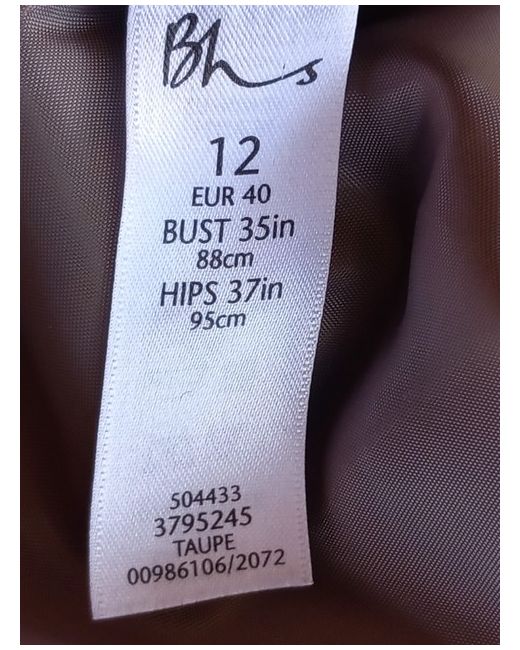 Bhs
12
EUR 40
BUST 35in
88cm
HIPS 37in
95cm
504433
3795245
TAUPE
00986106/2072